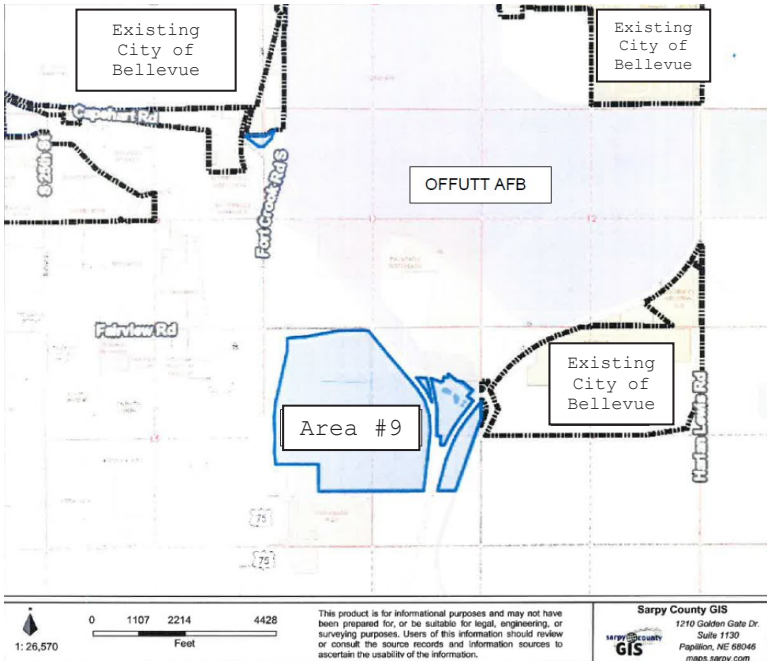 Existing
City of
Bellevue
Existing
City of
Bellevue
Capehart Rd
S 25th St
Fort Crook Rd S
OFFUTT AFB
Fairview Rd
Existing
City of
Bellevue
Harlan Lewis Rd
Area #9
75
75
0 1107 2214 4428
Feet
1: 26,570
This product is for informational purposes and may not have
been prepared for, or be suitable for legal, engineering, or
surveying purposes. Users of this information should review
or consult the source records and information sources to
ascertain the usability of the information.
Sarpy County GIS
1210 Golden Gate Dr.
Suite 1130
Papillion, NE 68046
maps.sarpy.com
sarpy county
GIS